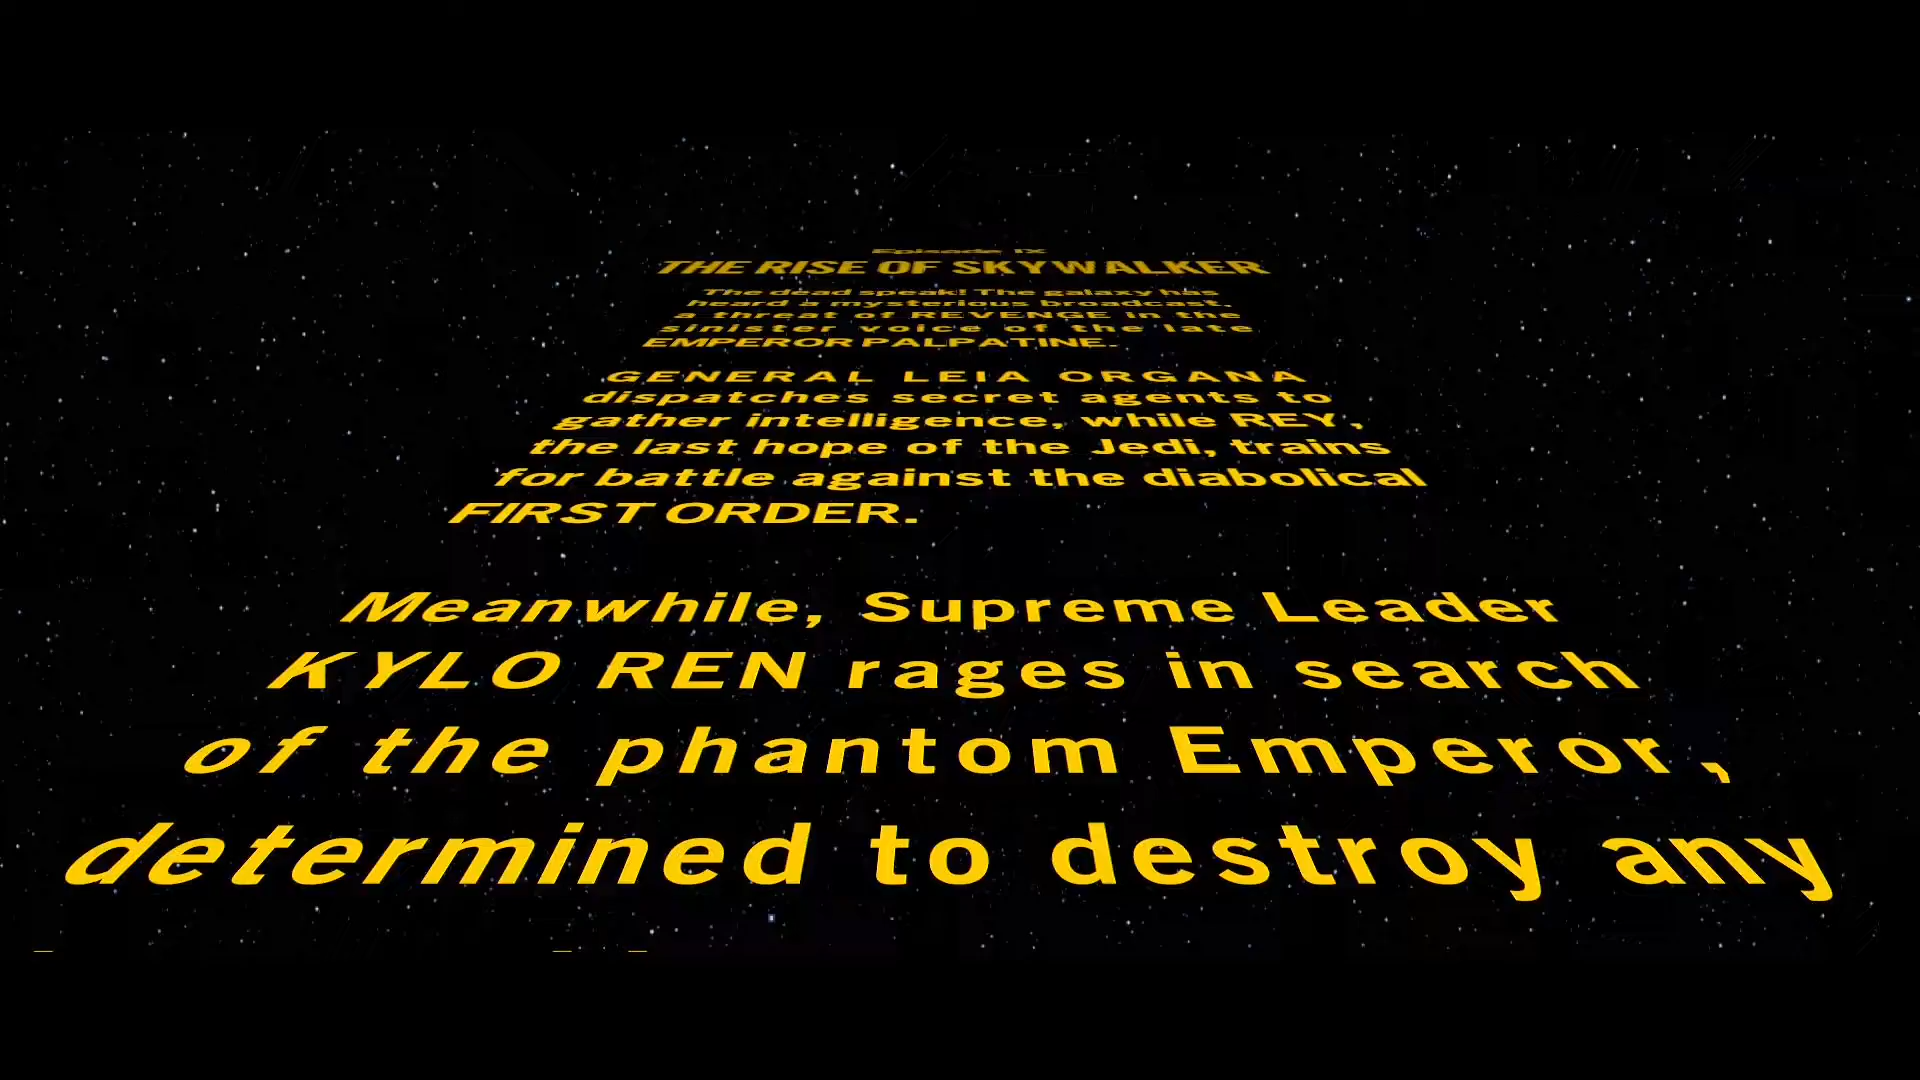 Episode IX
THE RISE OF SKYWALKER
The dead speak! The galaxy has
heard a mysterious broadcast,
a threat of REVENGE in the
sinister voice of the late
EMPEROR PALPATINE.
GENERAL LEIA ORGANA
dispatches secret agents to
gather intelligence, while REY,
the last hope of the Jedi, trains
for battle against the diabolical
FIRST ORDER.
Meanwhile, Supreme Leader
KYLO REN rages in search
of the phantom Emperor,
determined to destroy any